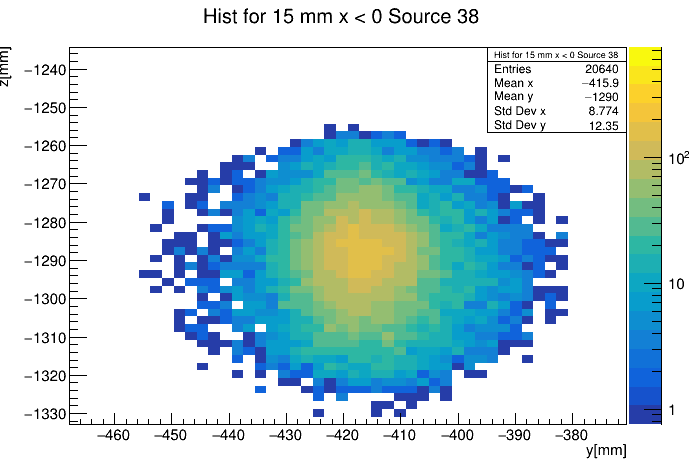 Hist for 15 mm x < 0 Source 38
z[mm]
Hist for 15 mm x < 0 Source 38
Entries 20640
Mean x −415.9
Mean y −1290
Std Dev x 8.774
Std Dev y 12.35
−1240
−1250
−1260
−1270
−1280
−1290
−1300
−1310
−1320
−1330
10²
10
1
−460 −450 −440 −430 −420 −410 −400 −390 −380
y[mm]